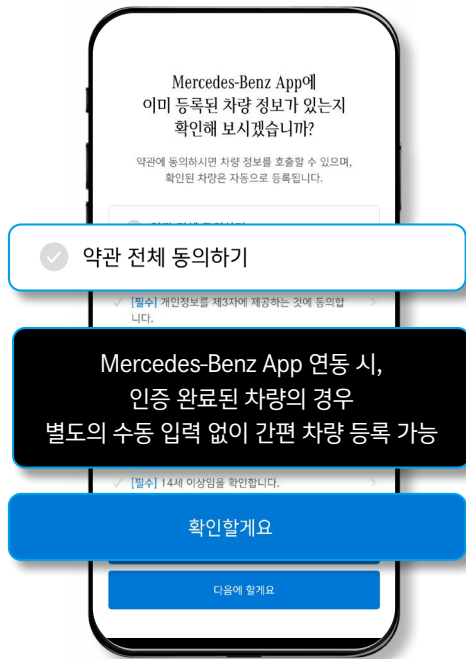 Mercedes-Benz App에
이미 등록된 차량 정보가 있는지
확인해 보시겠습니까?
약관에 동의하시면 차량 정보를 호출할 수 있으며,
확인된 차량은 자동으로 등록됩니다.
약관 전체 동의하기
[필수] 개인정보를 제3자에 제공하는 것에 동의합
니다.
Mercedes-Benz App 연동 시,
인증 완료된 차량의 경우
별도의 수동 입력 없이 간편 차량 등록 가능
[필수] 14세 이상임을 확인합니다.
확인할게요
다음에 할게요